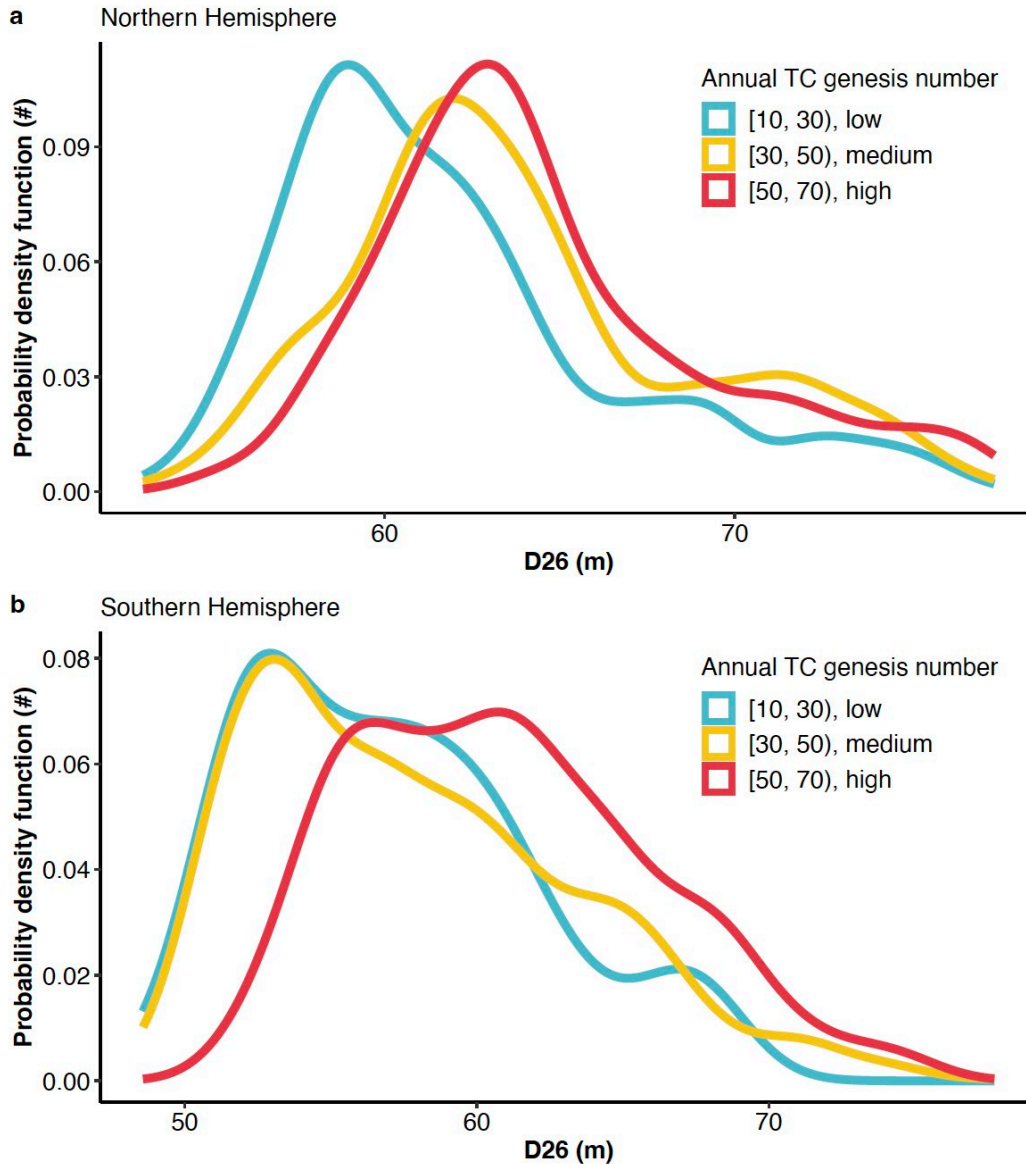 a Northern Hemisphere
Annual TC genesis number
[10, 30), low
[30, 50), medium
[50, 70), high
Probability density function (#)
0.09
0.06
0.03
0.00
60 70
D26 (m)
b Southern Hemisphere
Annual TC genesis number
[10, 30), low
[30, 50), medium
[50, 70), high
Probability density function (#)
0.08
0.06
0.04
0.02
0.00
50 60 70
D26 (m)